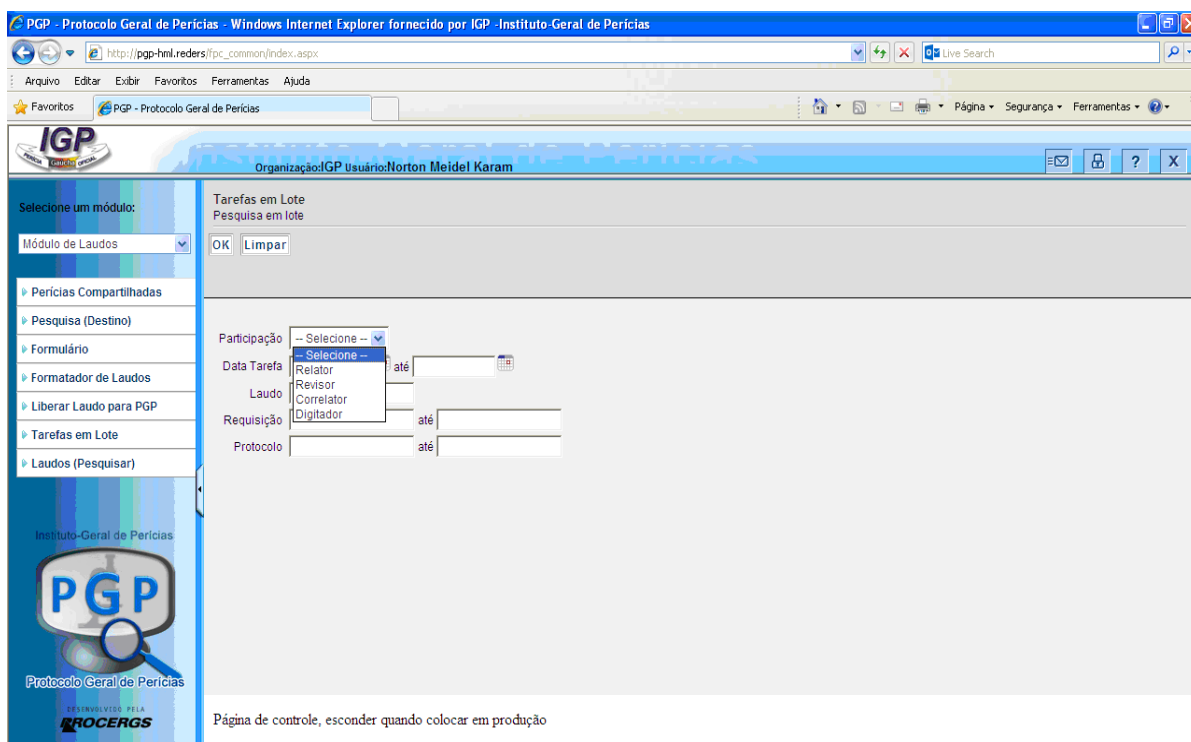 PGP - Protocolo Geral de Perícias - Windows Internet Explorer fornecido por IGP -Instituto-Geral de Perícias
http://pgp-hml.reders/fpc_common/index.aspx
Live Search
Arquivo Editar Exibir Favoritos Ferramentas Ajuda
Favoritos PGP - Protocolo Geral de Perícias Página Segurança Ferramentas
IGP
Organização:IGP Usuário:Norton Meidel Karam
? X
Selecione um módulo:
Módulo de Laudos
Perícias Compartilhadas
Pesquisa (Destino)
Formulário
Formatador de Laudos
Liberar Laudo para PGP
Tarefas em Lote
Laudos (Pesquisar)
Instituto-Geral de Perícias
PGP
Protocolo Geral de Perícias
DESENVOLVIDO PELA
PROCERGS
Tarefas em Lote
Pesquisa em lote
OK Limpar
Participação -- Selecione --
-- Selecione --
Relator
Revisor
Correlator
Digitador
Data Tarefa até
Laudo
Requisição até
Protocolo até
Página de controle, esconder quando colocar em produção